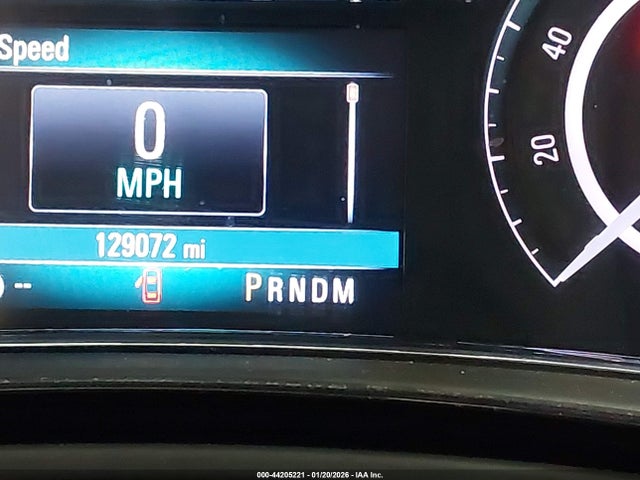 Speed
0
MPH
129072 mi
--
PRNDM
40
20
000-44205221 - 01/20/2026 - IAA Inc.